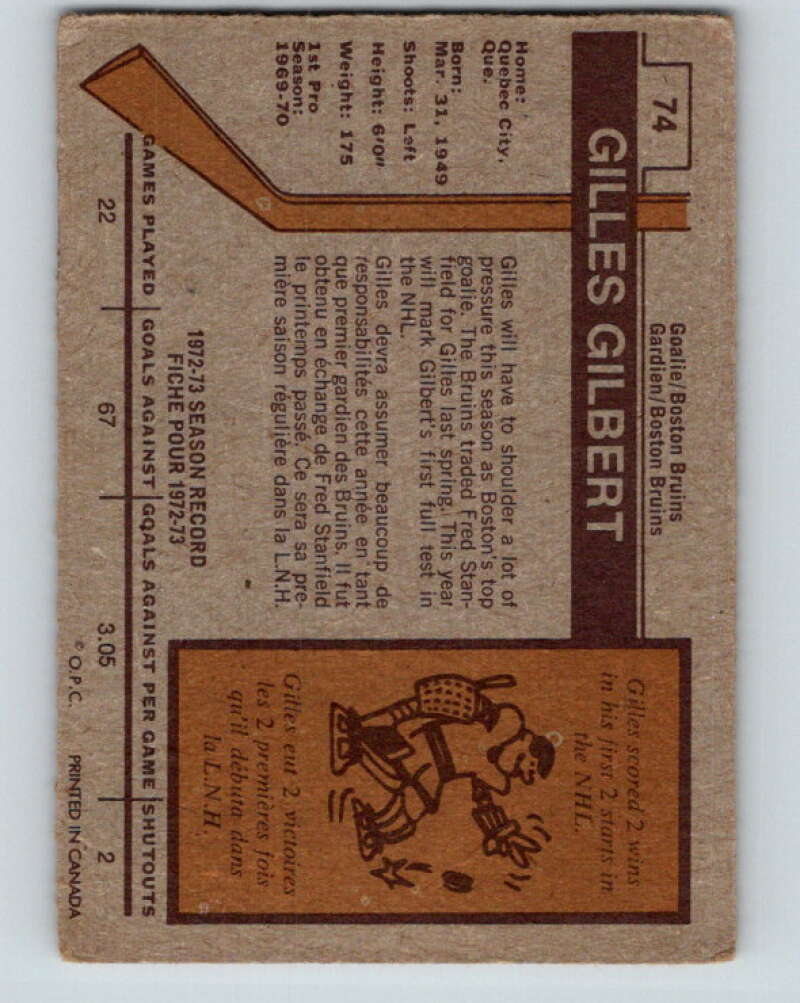 74
Goalie/Boston Bruins
Gardien/Boston Bruins
GILLES GILBERT
Home:
Quebec City,
Que.
Born:
Mar. 31, 1949
Shoots: Left
Height: 6'0"
Weight: 175
1st Pro
Season:
1969-70
Gilles will have to shoulder a lot of
pressure this season as Boston's top
goalie. The Bruins traded Fred Stan-
field for Gilles last spring. This year
will mark Gilbert's first full test in
the NHL.
Gilles devra assumer beaucoup de
responsabilités cette année en tant
que premier gardien des Bruins. Il fut
obtenu en échange de Fred Stanfield
le printemps passé. Ce sera sa pre-
mière saison régulière dans la L.N.H.
Gilles scored 2 wins
in his first 2 starts in
the NHL.
Gilles eut 2 victoires
les 2 premières fois
qu'il débuta dans
la L.N.H.
1972-73 SEASON RECORD
FICHE POUR 1972-73
GAMES PLAYED GOALS AGAINST GOALS AGAINST PER GAME SHUTOUTS
22 67 3.05 2
© O.P.C. PRINTED IN CANADA